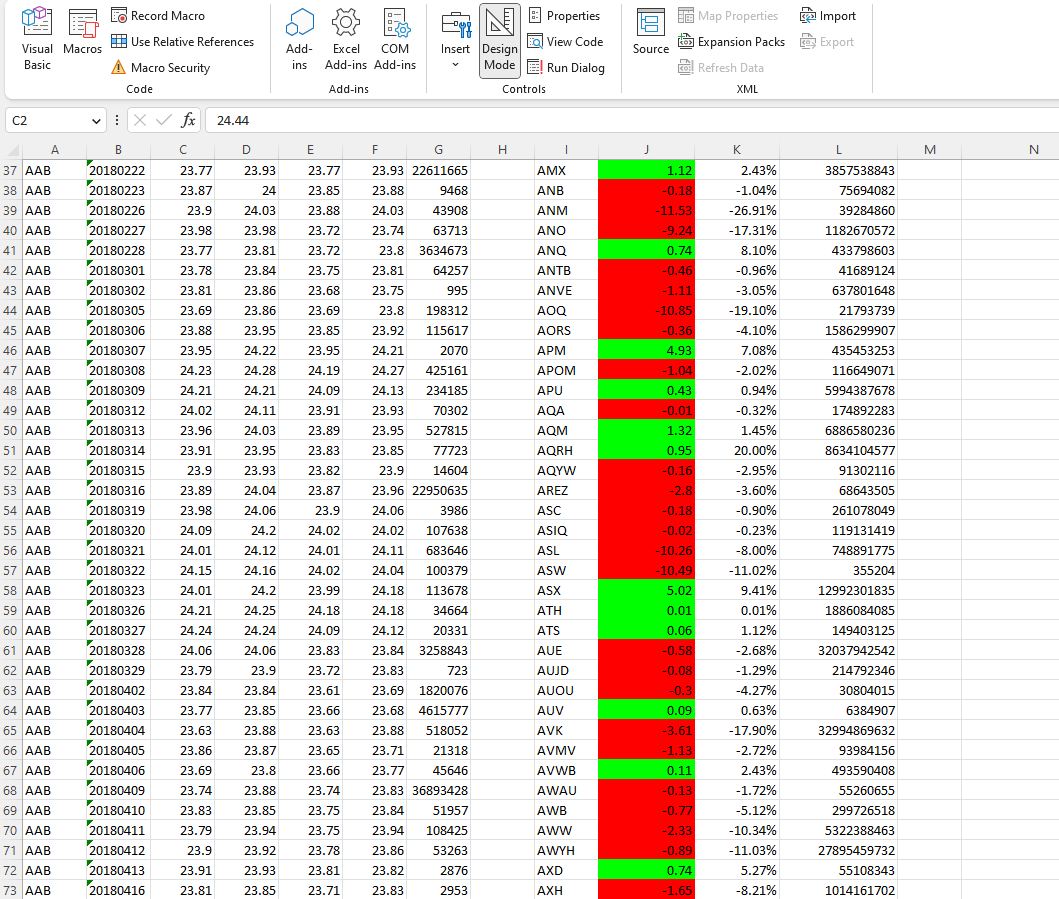 Visual Basic
Macros
Record Macro
Use Relative References
Macro Security
Code
Add-ins
Excel Add-ins
COM Add-ins
Add-ins
Insert
Design Mode
Properties
View Code
Run Dialog
Controls
Source
Map Properties
Expansion Packs
Refresh Data
Import
Export
XML
C2 fx 24.44
A B C D E F G H I J K L M N
37 AAB 20180222 23.77 23.93 23.77 23.93 22611665 AMX 1.12 2.43% 3857538843
38 AAB 20180223 23.87 24 23.85 23.88 9468 ANB -0.18 -1.04% 75694082
39 AAB 20180226 23.9 24.03 23.88 24.03 43908 ANM -11.53 -26.91% 39284860
40 AAB 20180227 23.98 23.98 23.72 23.74 63713 ANO -9.24 -17.31% 1182670572
41 AAB 20180228 23.77 23.81 23.72 23.8 3634673 ANQ 0.74 8.10% 433798603
42 AAB 20180301 23.78 23.84 23.75 23.81 64257 ANTB -0.46 -0.96% 41689124
43 AAB 20180302 23.81 23.86 23.68 23.75 995 ANVE -1.11 -3.05% 637801648
44 AAB 20180305 23.69 23.86 23.69 23.8 198312 AOQ -10.85 -19.10% 21793739
45 AAB 20180306 23.88 23.95 23.85 23.92 115617 AORS -0.36 -4.10% 1586299907
46 AAB 20180307 23.95 24.22 23.95 24.21 2070 APM 4.93 7.08% 435453253
47 AAB 20180308 24.23 24.28 24.19 24.27 425161 APOM -1.04 -2.02% 116649071
48 AAB 20180309 24.21 24.21 24.09 24.13 234185 APU 0.43 0.94% 5994387678
49 AAB 20180312 24.02 24.11 23.91 23.93 70302 AQA -0.01 -0.32% 174892283
50 AAB 20180313 23.96 24.03 23.89 23.95 527815 AQM 1.32 1.45% 6886580236
51 AAB 20180314 23.91 23.95 23.83 23.85 77723 AQRH 0.95 20.00% 8634104577
52 AAB 20180315 23.9 23.93 23.82 23.9 14604 AQYW -0.16 -2.95% 91302116
53 AAB 20180316 23.89 24.04 23.87 23.96 22950635 AREZ -2.8 -3.60% 68643505
54 AAB 20180319 23.98 24.06 23.9 24.06 3986 ASC -0.18 -0.90% 261078049
55 AAB 20180320 24.09 24.2 24.02 24.02 107638 ASIQ -0.02 -0.23% 119131419
56 AAB 20180321 24.01 24.12 24.01 24.11 683646 ASL -10.26 -8.00% 748891775
57 AAB 20180322 24.15 24.16 24.02 24.04 100379 ASW -10.49 -11.02% 355204
58 AAB 20180323 24.01 24.2 23.99 24.18 113678 ASX 5.02 9.41% 12992301835
59 AAB 20180326 24.21 24.25 24.18 24.18 34664 ATH 0.01 0.01% 1886084085
60 AAB 20180327 24.24 24.24 24.09 24.12 20331 ATS 0.06 1.12% 149403125
61 AAB 20180328 24.06 24.06 23.83 23.84 3258843 AUE -0.58 -2.68% 32037942542
62 AAB 20180329 23.79 23.9 23.72 23.83 723 AUJD -0.08 -1.29% 214792346
63 AAB 20180402 23.84 23.84 23.61 23.69 1820076 AUOU -0.3 -4.27% 30804015
64 AAB 20180403 23.77 23.85 23.66 23.68 4615777 AUV 0.09 0.63% 6384907
65 AAB 20180404 23.63 23.88 23.63 23.88 518052 AVK -3.61 -17.90% 32994869632
66 AAB 20180405 23.86 23.87 23.65 23.71 21318 AVMV -1.13 -2.72% 93984156
67 AAB 20180406 23.69 23.8 23.66 23.77 45646 AVWB 0.11 2.43% 493590408
68 AAB 20180409 23.74 23.88 23.74 23.83 36893428 AWAU -0.13 -1.72% 55260655
69 AAB 20180410 23.83 23.85 23.75 23.84 51957 AWB -0.77 -5.12% 299726518
70 AAB 20180411 23.79 23.94 23.75 23.94 108425 AWW -2.33 -10.34% 5322388463
71 AAB 20180412 23.9 23.92 23.78 23.86 53263 AWYH -0.89 -11.03% 27895459732
72 AAB 20180413 23.91 23.93 23.81 23.82 2876 AXD 0.74 5.27% 55108343
73 AAB 20180416 23.81 23.85 23.71 23.83 2953 AXH -1.65 -8.21% 1014161702